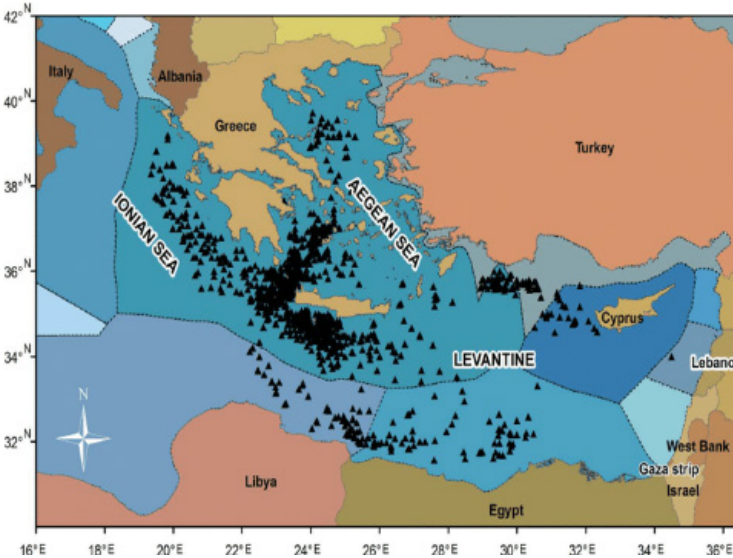 42°N
40°N
38°N
36°N
34°N
32°N
Italy
Albania
Greece
Turkey
IONIAN SEA
AEGEAN SEA
Cyprus
LEVANTINE
Lebano
N
West Bank
Gaza strip
Israel
Libya
Egypt
16°E 18°E 20°E 22°E 24°E 26°E 28°E 30°E 32°E 34°E 36°E